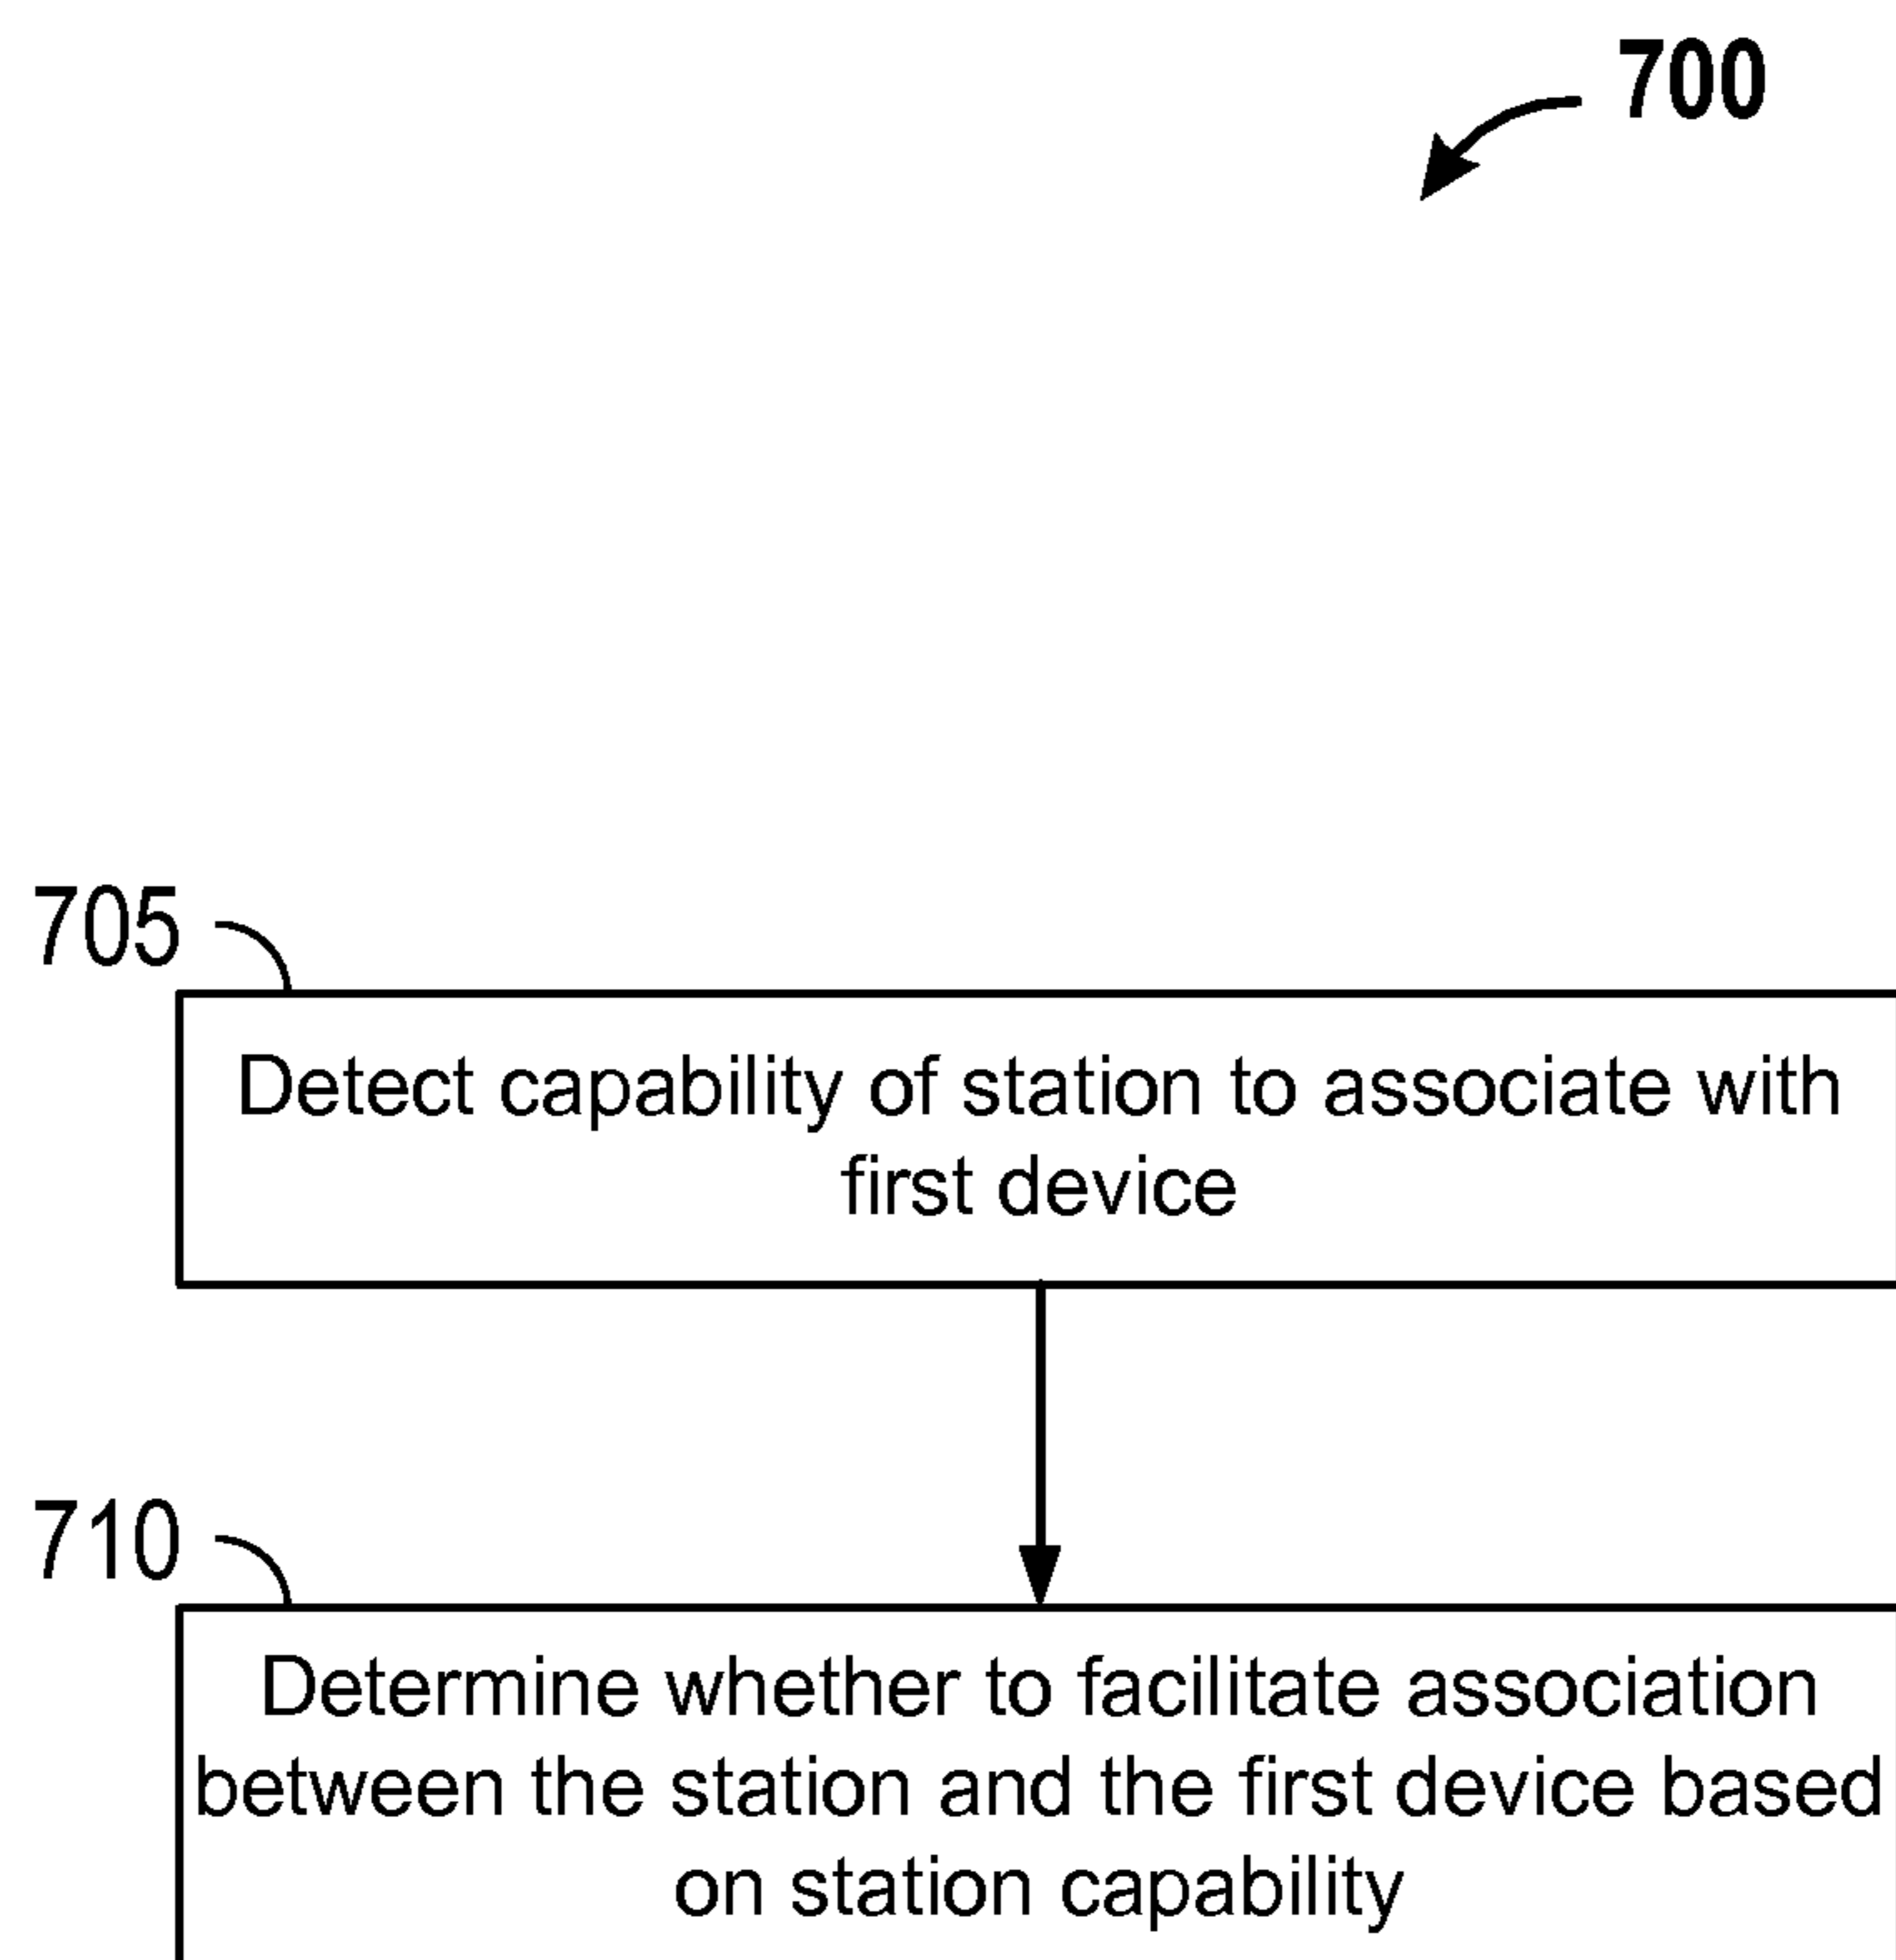 700
705
Detect capability of station to associate with
first device
710
Determine whether to facilitate association
between the station and the first device based
on station capability